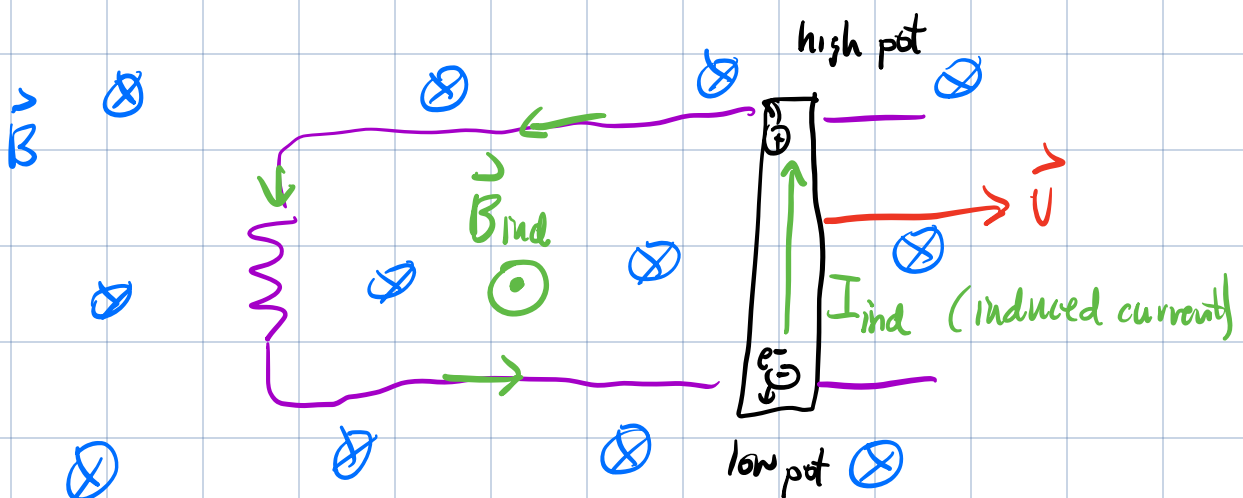 high pot
B
B ind
U
I ind (induced current)
+
e-
-
low pot